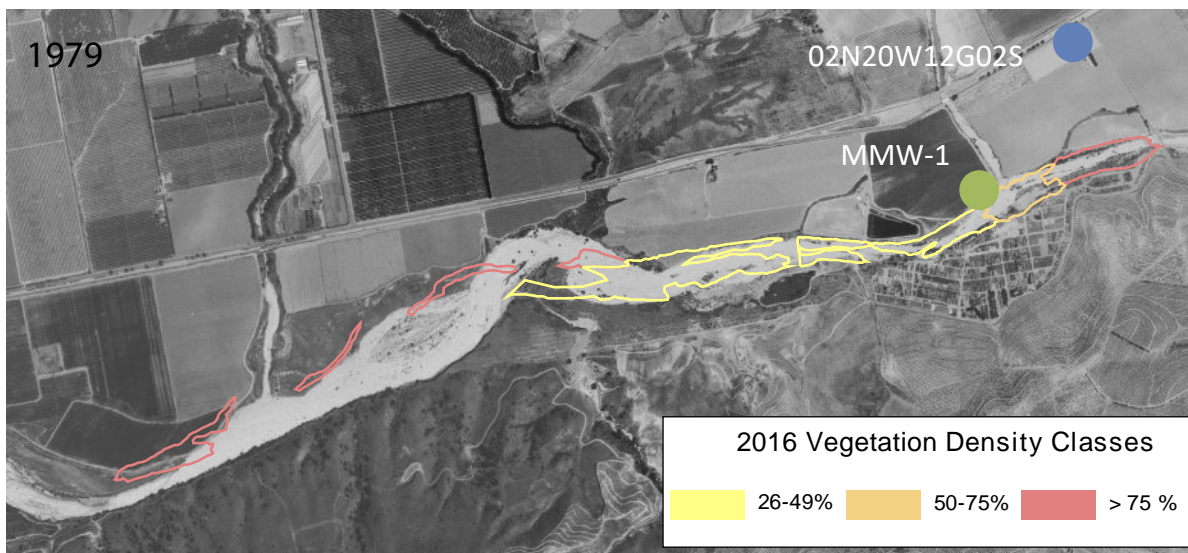 1979
02N20W12G02S
MMW-1
2016 Vegetation Density Classes
26-49%
50-75%
> 75 %